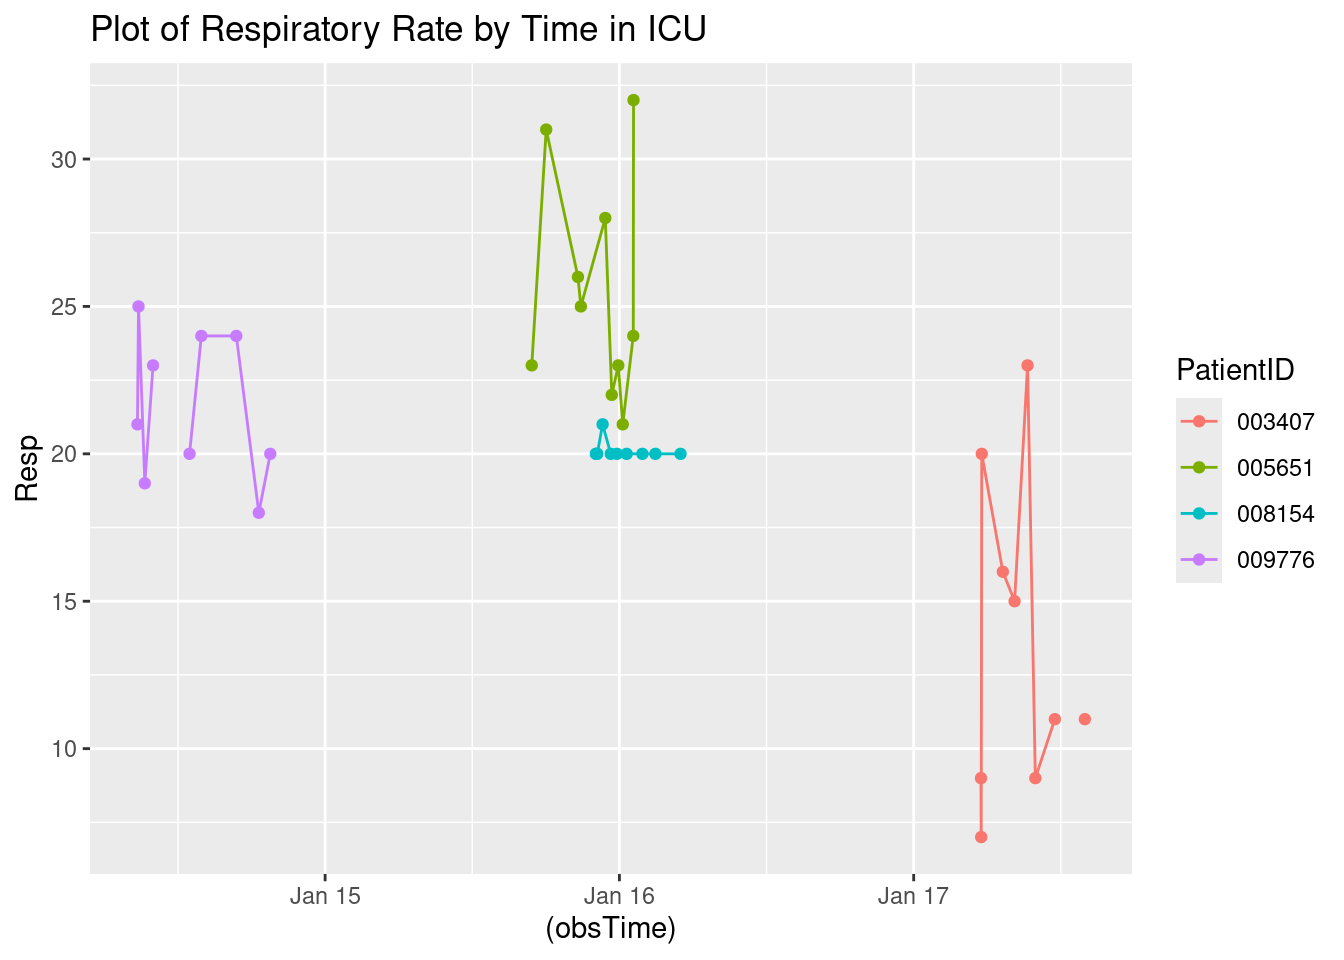 Plot of Respiratory Rate by Time in ICU
30
25
20
15
10
Resp
Jan 15
Jan 16
Jan 17
(obsTime)
PatientID
003407
005651
008154
009776